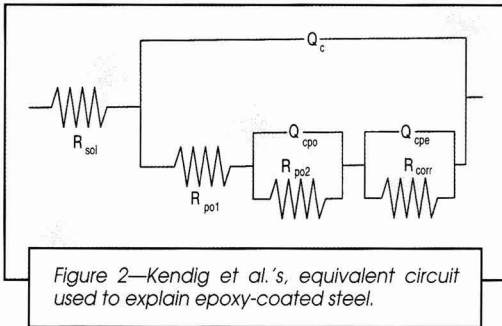 Q c
R sol
Q cpo
Q cpe
R po2
R corr
R po1
Figure 2—Kendig et al.'s, equivalent circuit
used to explain epoxy-coated steel.